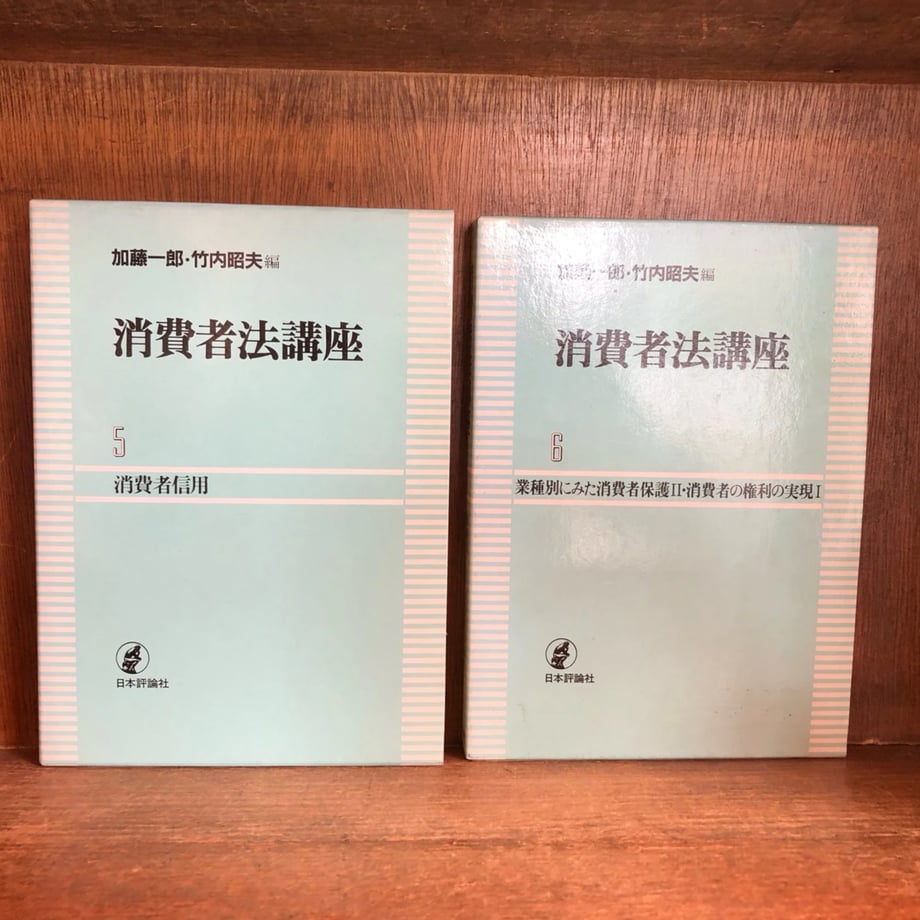 加藤一郎・竹内昭夫編
消費者法講座
5
消費者信用
日本評論社
加藤一郎・竹内昭夫編
消費者法講座
6
業種別にみた消費者保護II・消費者の権利の実現I
日本評論社